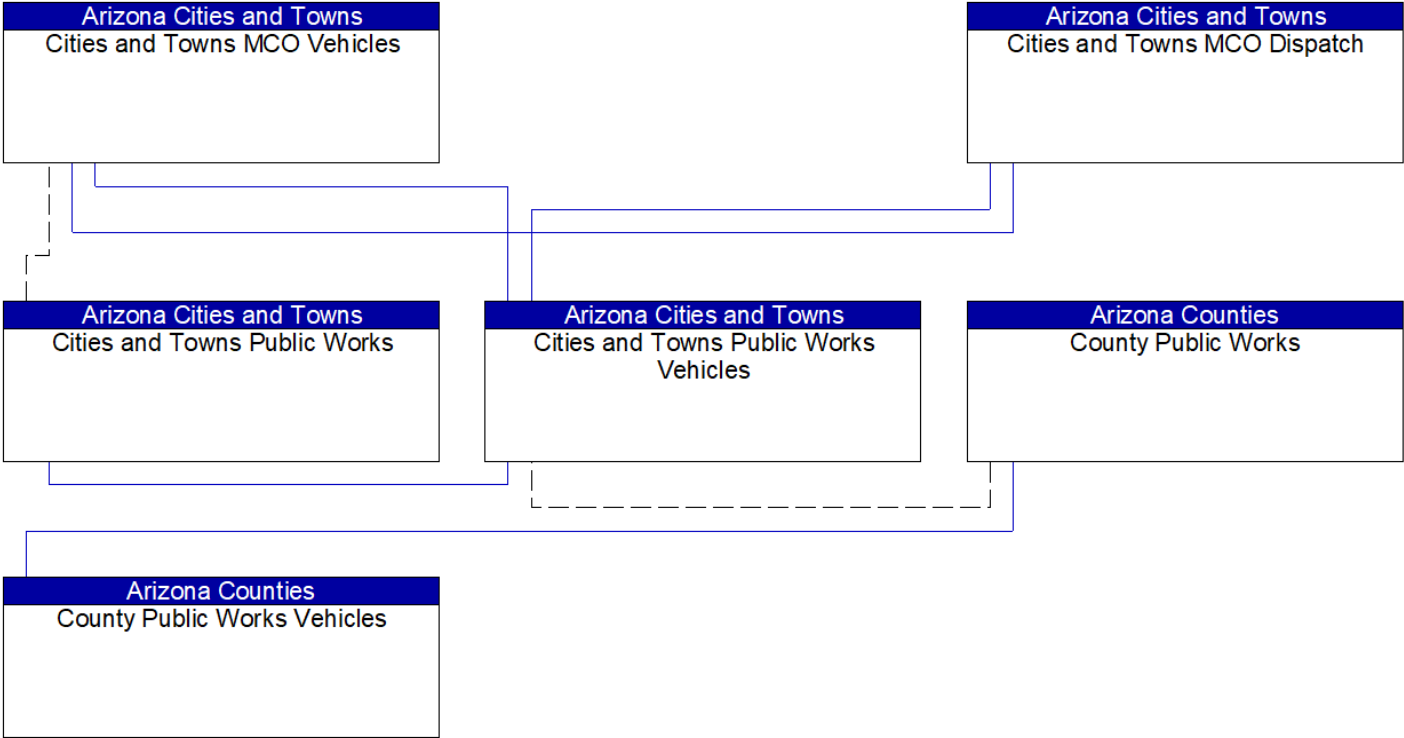 Arizona Cities and Towns
Cities and Towns MCO Vehicles
Arizona Cities and Towns
Cities and Towns MCO Dispatch
Arizona Cities and Towns
Cities and Towns Public Works
Arizona Cities and Towns
Cities and Towns Public Works
Vehicles
Arizona Counties
County Public Works
Arizona Counties
County Public Works Vehicles